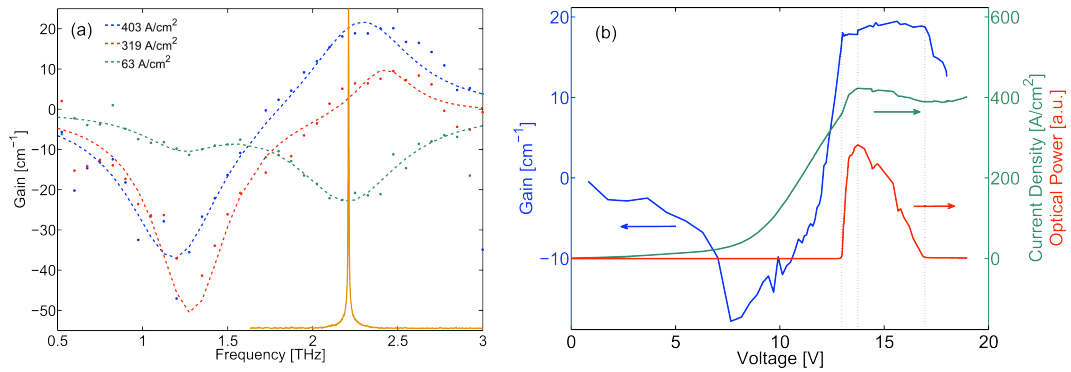 (a)
403 A/cm²
319 A/cm²
63 A/cm²
20
10
0
−10
−20
−30
−40
−50
Gain [cm⁻¹]
0.5
1
1.5
2
2.5
3
Frequency [THz]
(b)
20
10
0
−10
Gain [cm⁻¹]
0
5
10
15
20
Voltage [V]
600
400
200
0
Current Density [A/cm²]
Optical Power [a.u.]